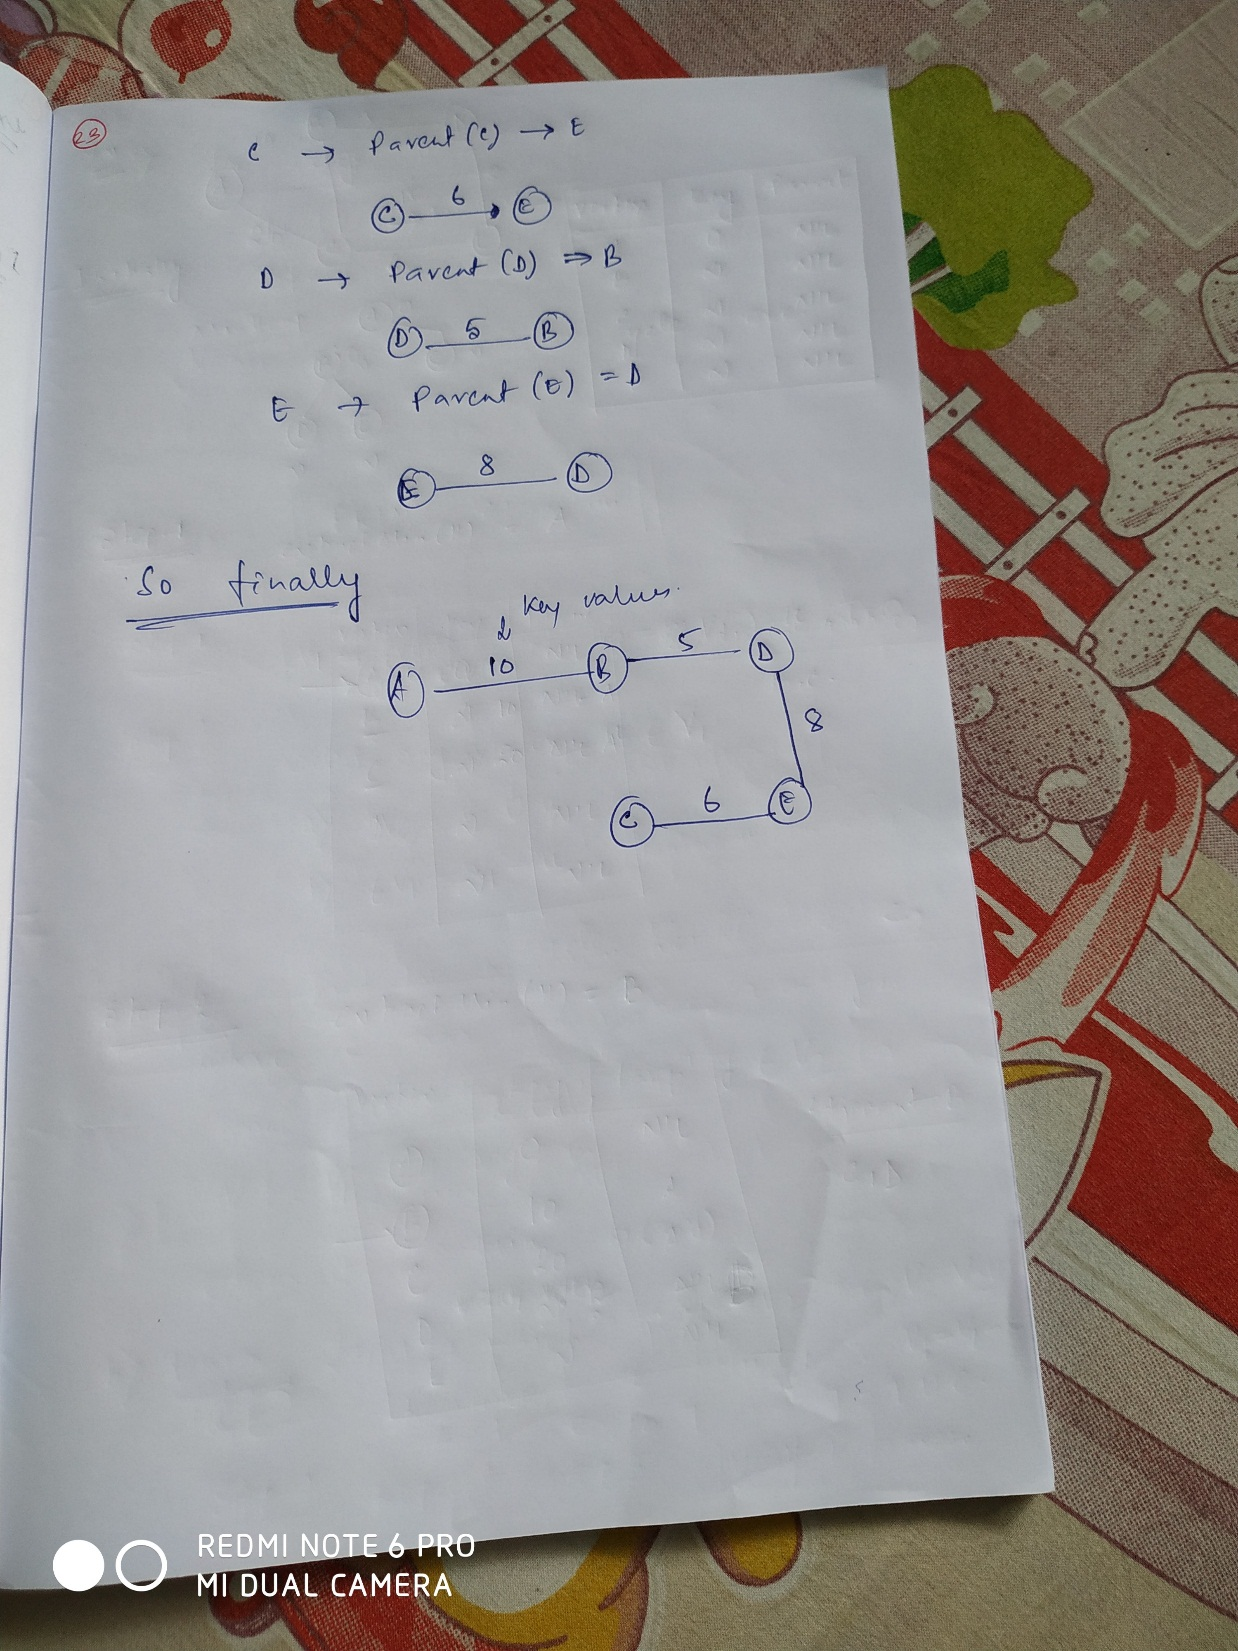 23
C → Parent (C) → E
C 6 E
D → Parent (D) ⇒ B
D 5 B
E → Parent (E) = D
E 8 D
So finally
Key values.
A 10 B 5 D
8
C 6 E
REDMI NOTE 6 PRO
MI DUAL CAMERA